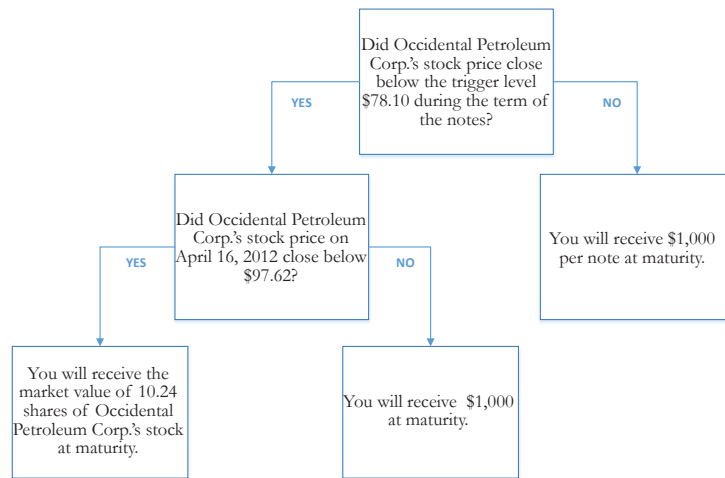 Did Occidental Petroleum
Corp.'s stock price close
below the trigger level
$78.10 during the term of
the notes?
YES
NO
Did Occidental Petroleum
Corp.'s stock price on
April 16, 2012 close below
$97.62?
You will receive $1,000
per note at maturity.
YES
NO
You will receive the
market value of 10.24
shares of Occidental
Petroleum Corp.'s stock
at maturity.
You will receive $1,000
at maturity.